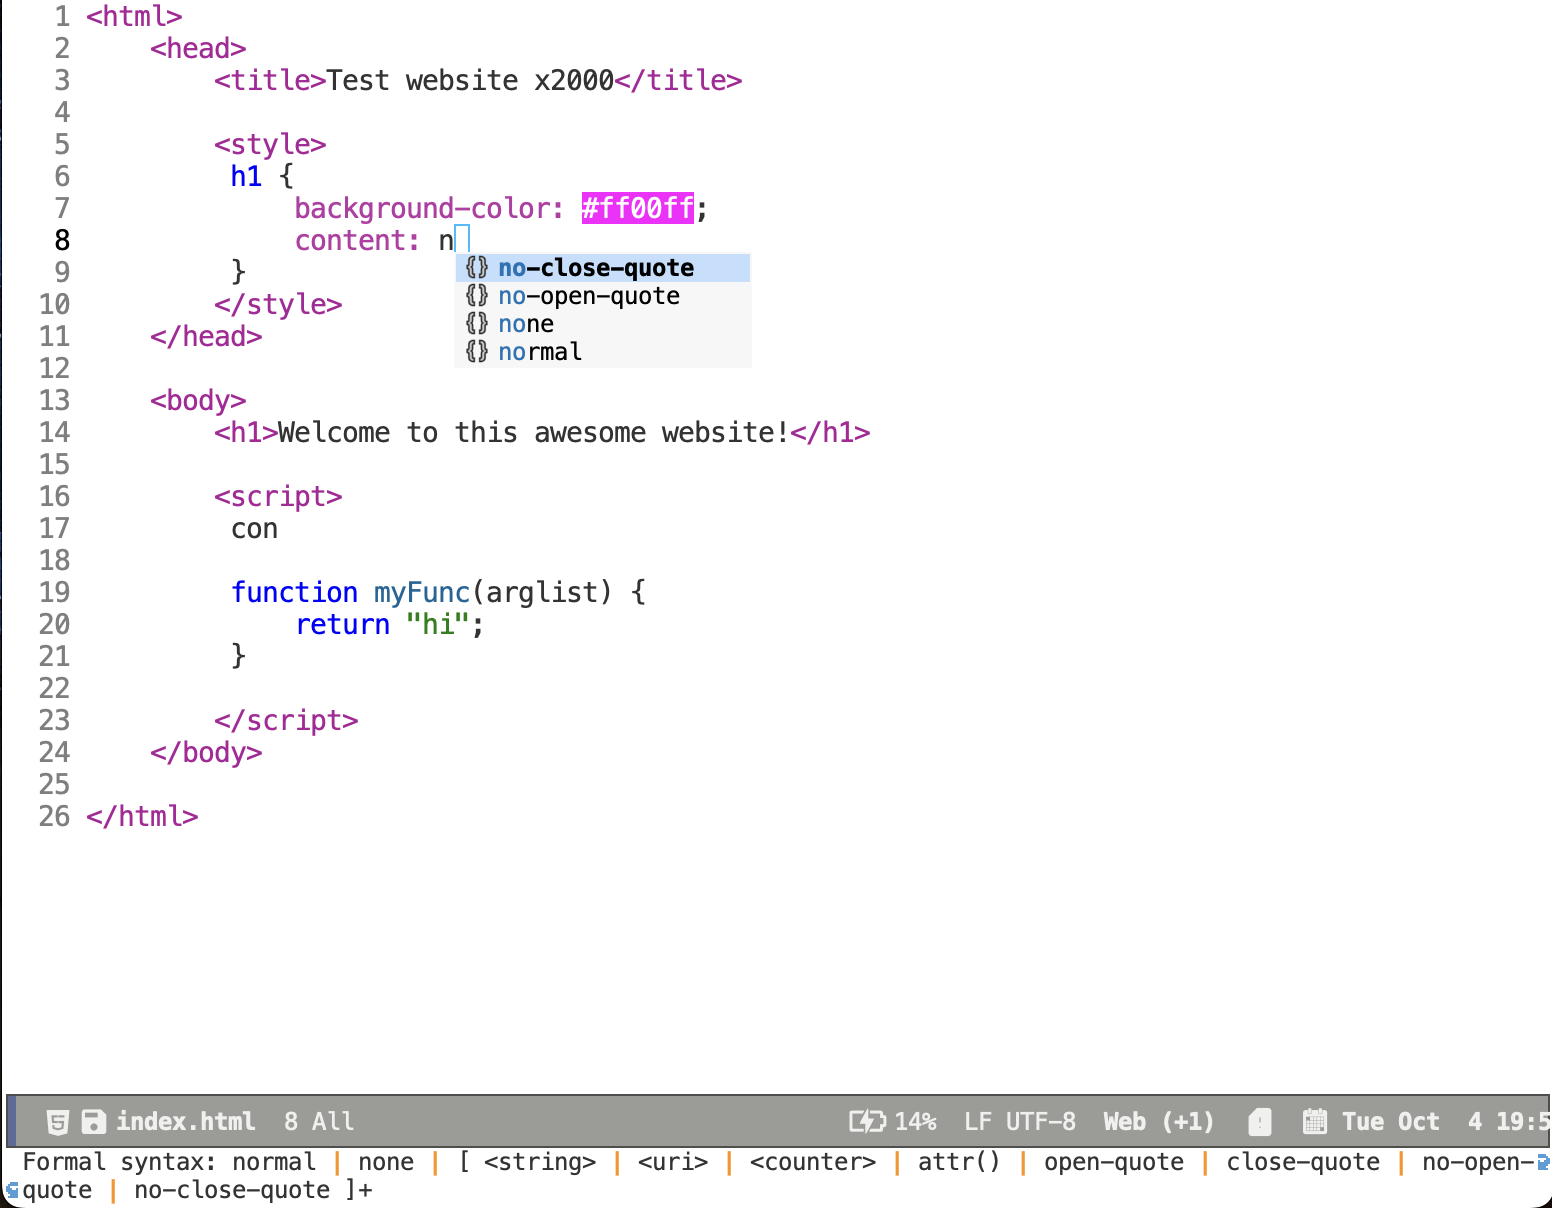 1 <html>
2     <head>
3         <title>Test website x2000</title>
4
5         <style>
6          h1 {
7              background-color: #ff00ff;
8              content: n
{} no-close-quote
9          }
{} no-open-quote
10         </style>
{} none
11     </head>
{} normal
12
13     <body>
14         <h1>Welcome to this awesome website!</h1>
15
16         <script>
17          con
18
19          function myFunc(arglist) {
20              return "hi";
21          }
22
23         </script>
24     </body>
25
26 </html>
index.html 8 All 14% LF UTF-8 Web (+1) Tue Oct 4 19:5
Formal syntax: normal | none | [ <string> | <uri> | <counter> | attr() | open-quote | close-quote | no-open-
quote | no-close-quote ]+